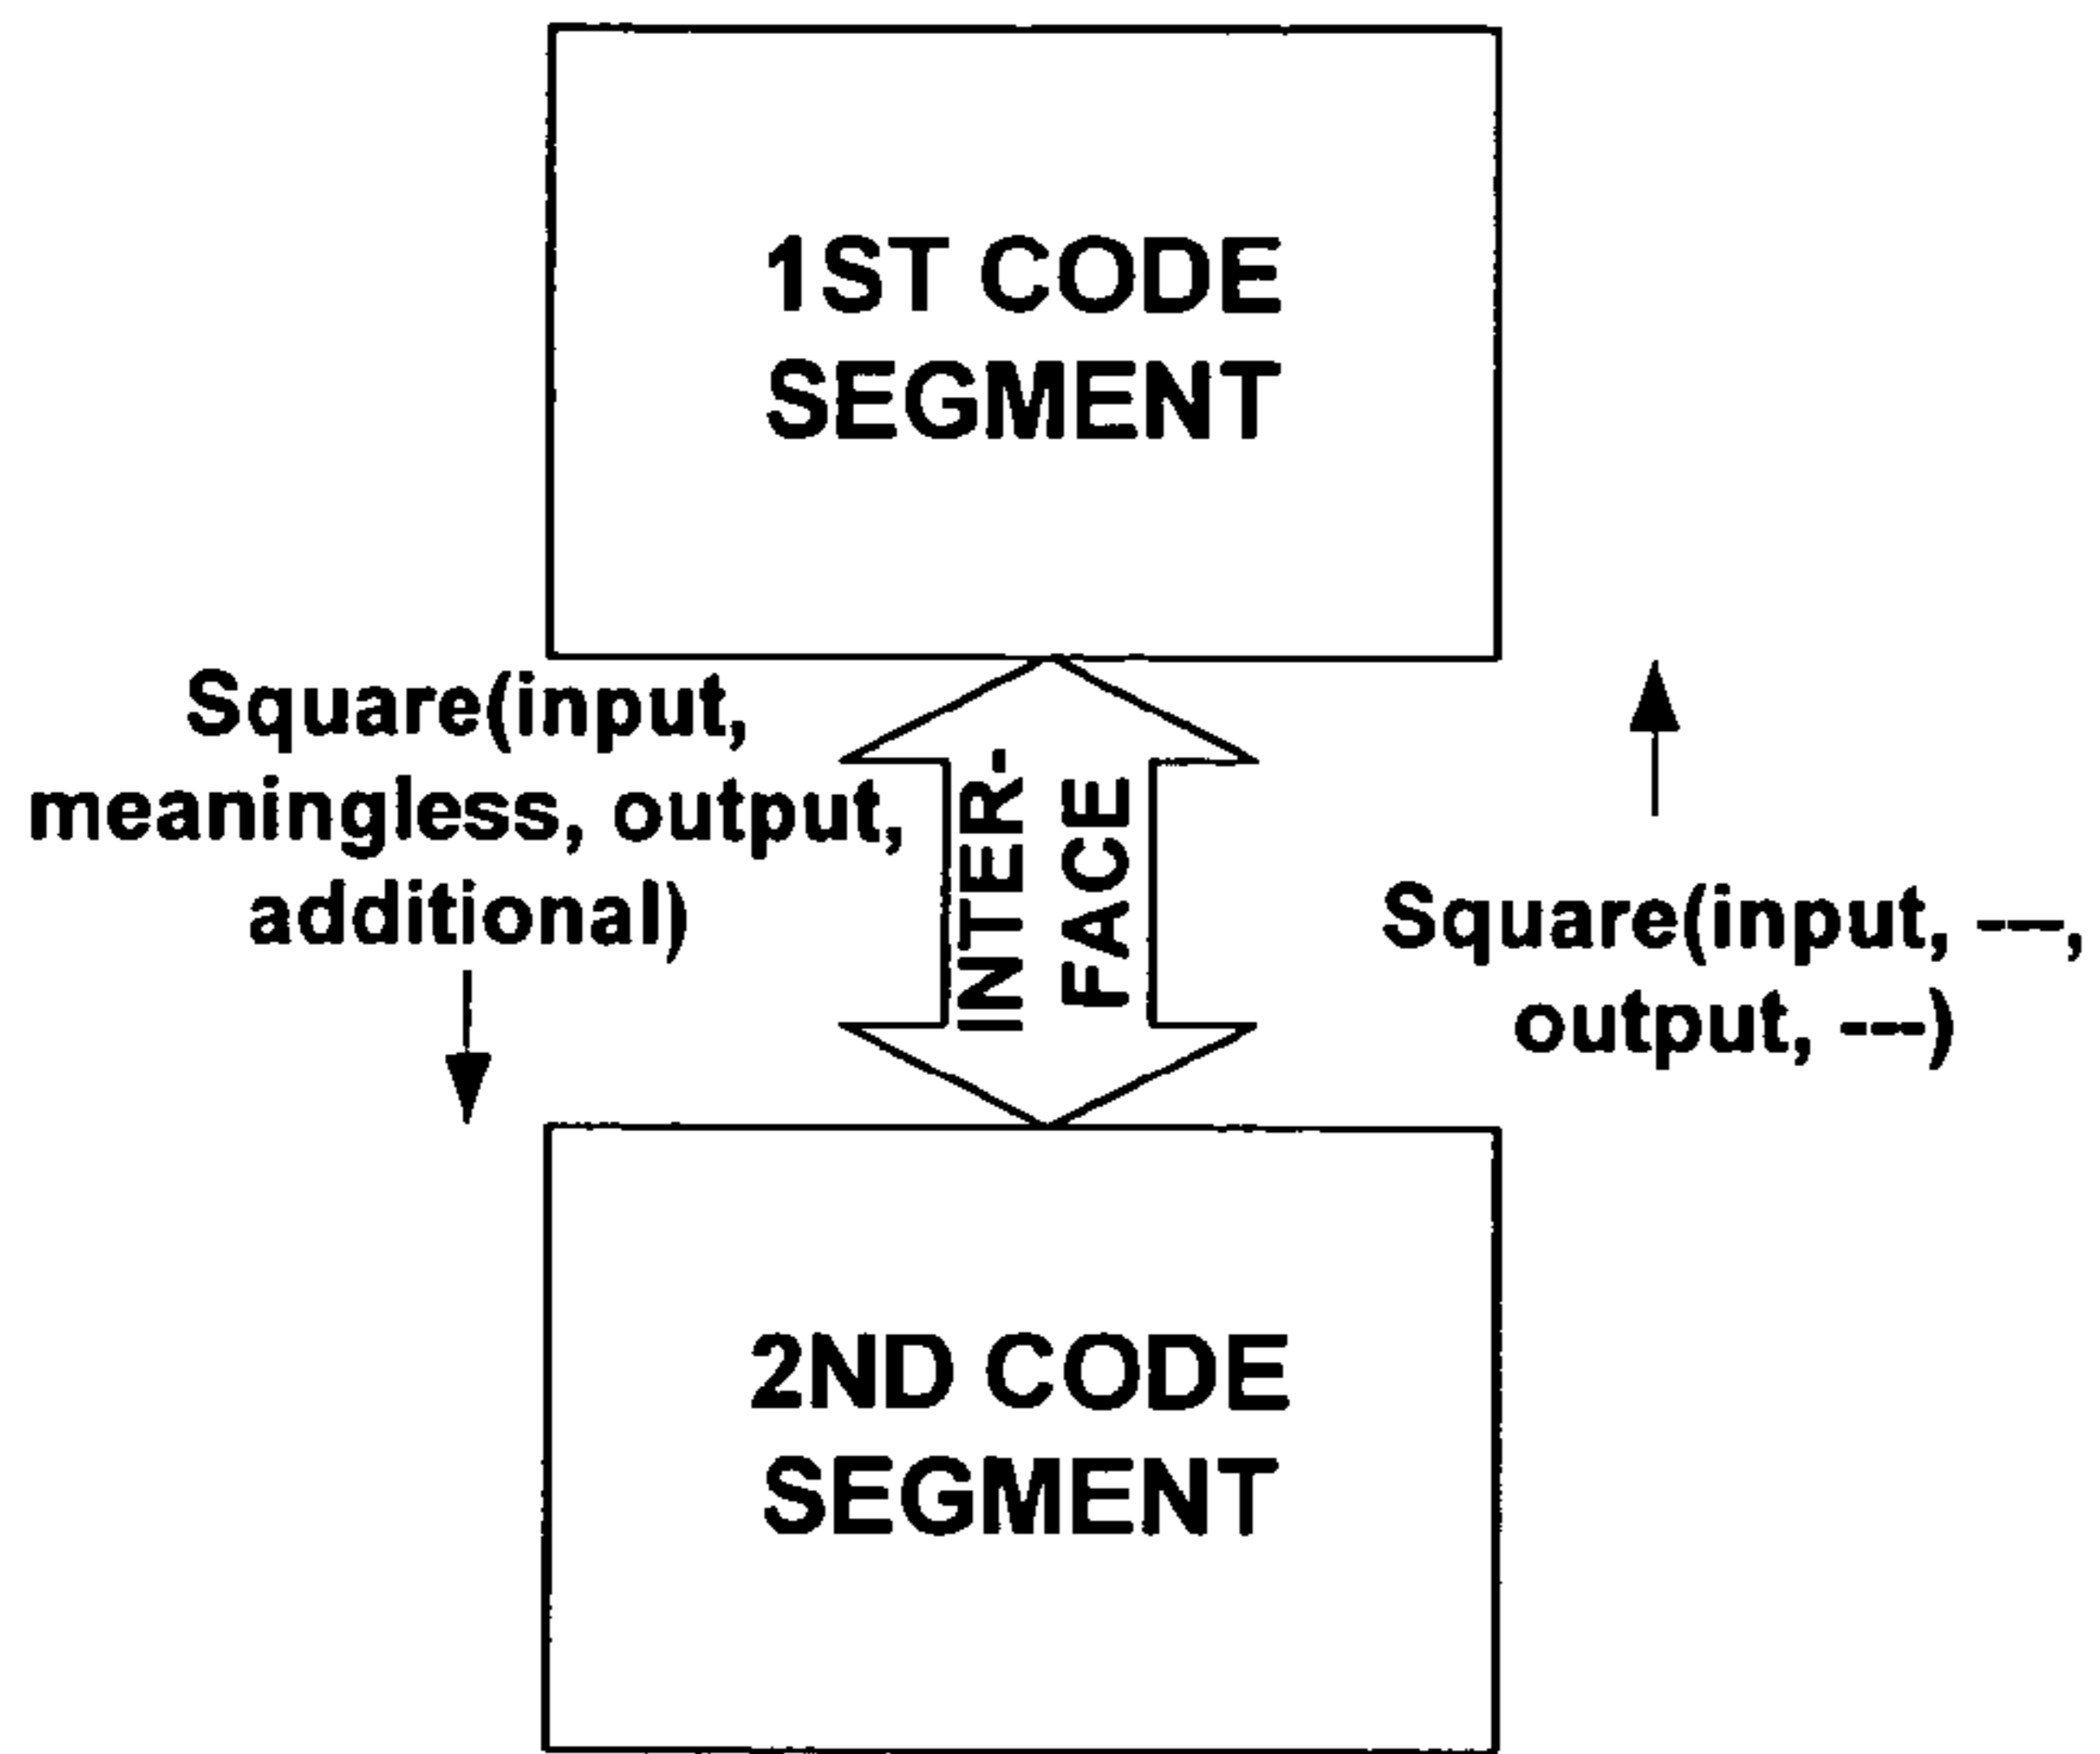 1ST CODE
SEGMENT
Square(input,
meaningless, output,
additional)
INTER-
FACE
Square(input, ---,
output, ---)
2ND CODE
SEGMENT